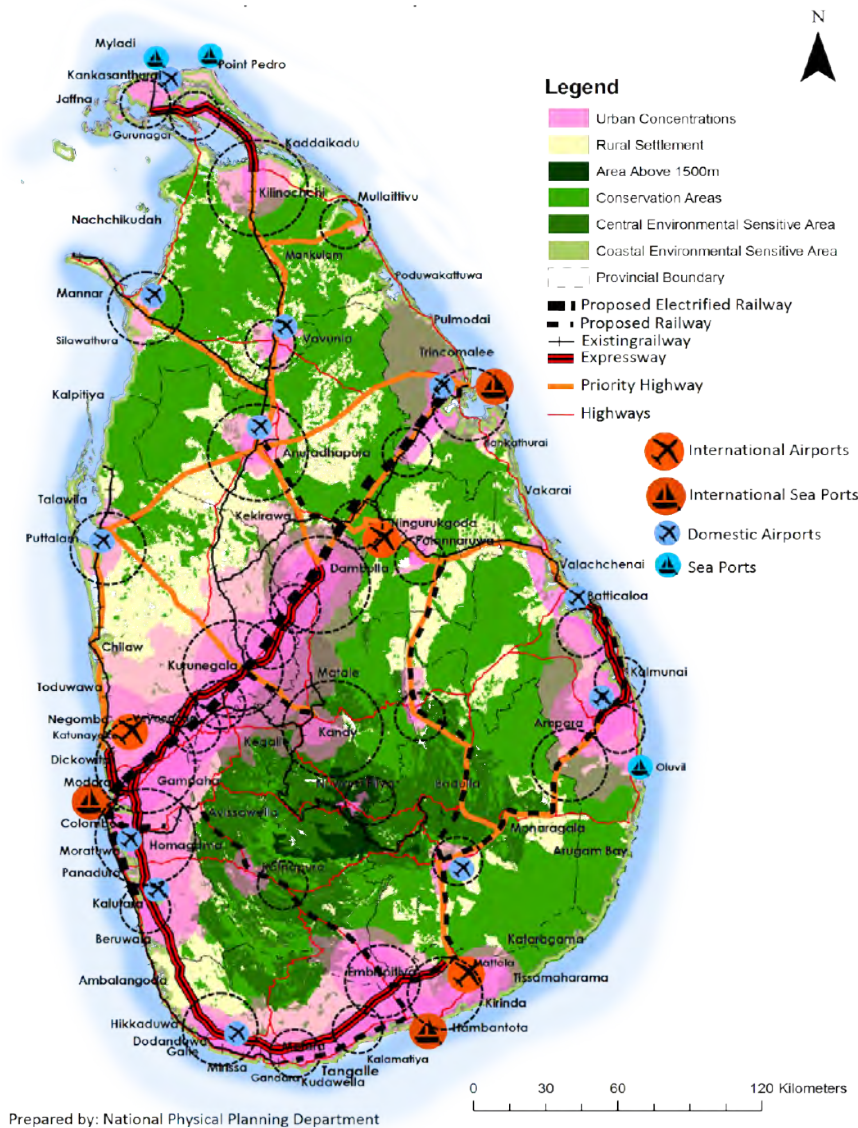 N
Myladi
Point Pedro
Kankasanthurai
Jaffna
Gurunagar
Kaddaikadu
Kilinochchi
Mullaittivu
Nachchikudah
Mankulam
Poduwakattuwa
Mannar
Pulmodai
Silawathura
Vavunia
Trincomalee
Kalpitiya
Anuradhapura
Vakarai
Talawila
Kekirawa
Hingurukgoda
Puttalam
Polonnaruwa
Valachchenai
Dambulla
Batticaloa
Chilaw
Kurunegala
Kalmunai
Toduwawa
Matale
Negombo
Ampara
Kandy
Kegalle
Dickowita
Oluvil
Gampaha
Badulla
Modara
Avissawella
Colombo
Monaragala
Moratuwa
Homagama
Arugam Bay
Panadura
Kalutara
Beruwala
Kataragama
Mattala
Embilipitiya
Tissamaharama
Ambalangoda
Kirinda
Hikkaduwa
Hambantota
Dodanduwa
Galle
Matara
Kalamatiya
Mirissa
Tangalle
Gandara
Kudawella
Legend
Urban Concentrations
Rural Settlement
Area Above 1500m
Conservation Areas
Central Environmental Sensitive Area
Coastal Environmental Sensitive Area
Provincial Boundary
Proposed Electrified Railway
Proposed Railway
Existingrailway
Expressway
Priority Highway
Highways
International Airports
International Sea Ports
Domestic Airports
Sea Ports
0 30 60 120 Kilometers
Prepared by: National Physical Planning Department